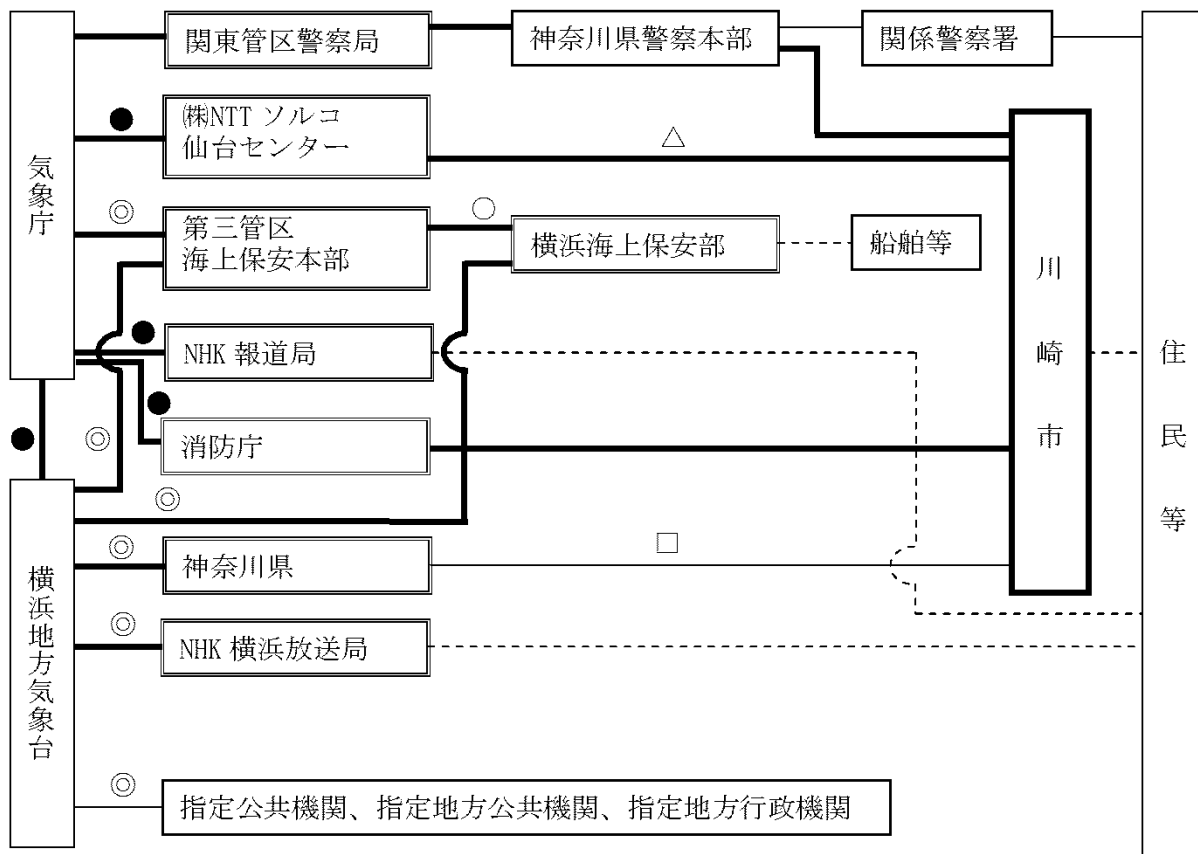 関東管区警察局
神奈川県警察本部
関係警察署
㈱NTT ソルコ
仙台センター
●
△
気象庁
◎
第三管区
海上保安本部
○
横浜海上保安部
船舶等
川崎市
住民等
●
NHK 報道局
●
消防庁
●
◎
◎
◎
神奈川県
□
横浜地方気象台
◎
NHK 横浜放送局
◎
指定公共機関、指定地方公共機関、指定地方行政機関